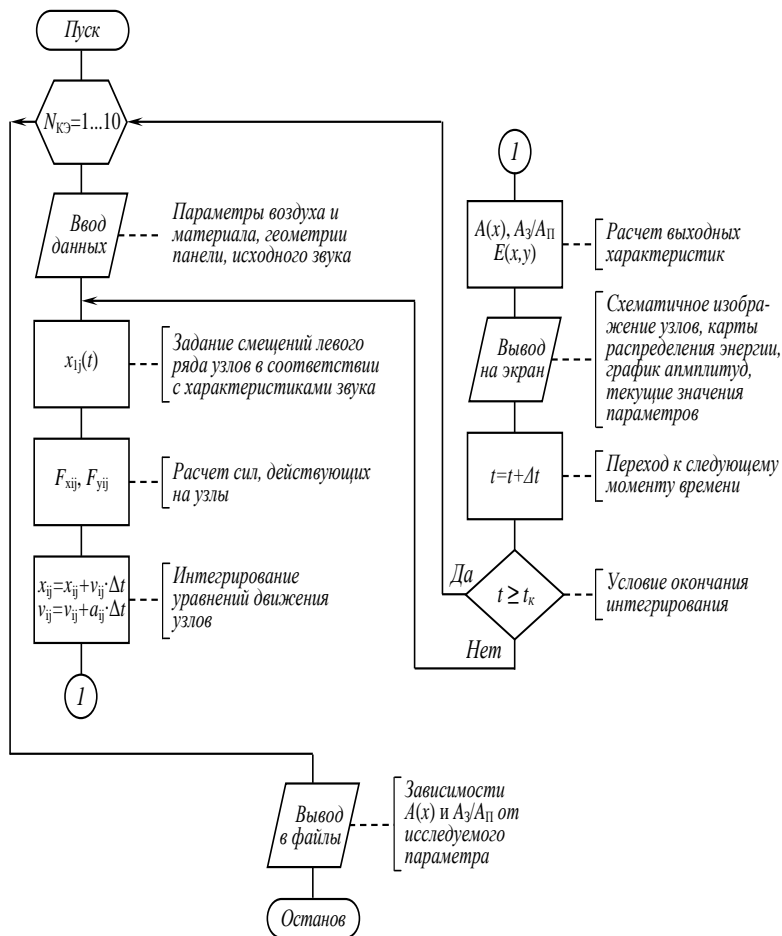 Пуск
N_КЭ=1...10
Ввод
данных
Параметры воздуха и
материала, геометрии
панели, исходного звука
x_1j(t)
Задание смещений левого
ряда узлов в соответствии
с характеристиками звука
F_xij, F_yij
Расчет сил, действующих
на узлы
x_ij=x_ij+v_ij·Δt
v_ij=v_ij+a_ij·Δt
Интегрирование
уравнений движения
узлов
1
1
A(x), A_З/A_П
E(x,y)
Расчет выходных
характеристик
Вывод
на экран
Схематичное изобра-
жение узлов, карты
распределения энергии,
график апмплитуд,
текущие значения
параметров
t=t+Δt
Переход к следующему
моменту времени
Да
t ≥ t_к
Условие окончания
интегрирования
Нет
Вывод
в файлы
Зависимости
A(x) и A_З/A_П от
исследуемого
параметра
Останов